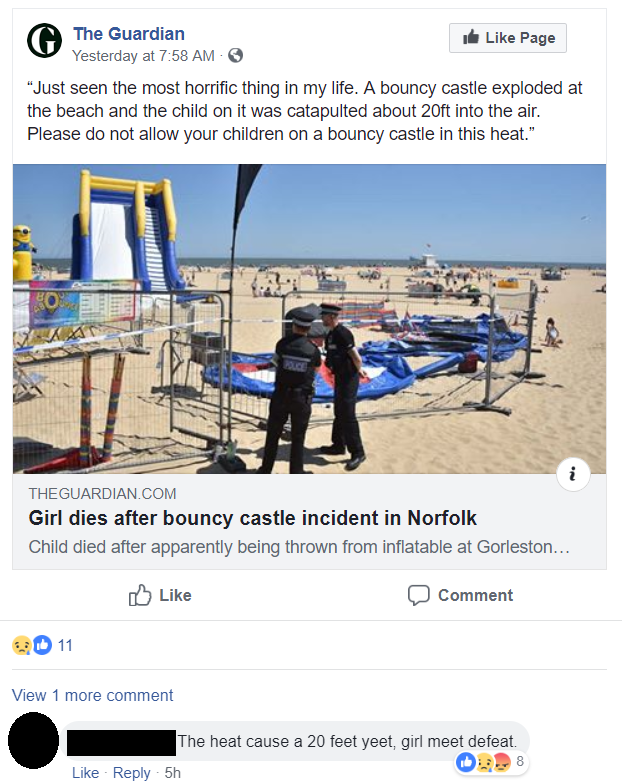 The Guardian
Yesterday at 7:58 AM ·
Like Page
“Just seen the most horrific thing in my life. A bouncy castle exploded at
the beach and the child on it was catapulted about 20ft into the air.
Please do not allow your children on a bouncy castle in this heat.”
POLICE
i
THEGUARDIAN.COM
Girl dies after bouncy castle incident in Norfolk
Child died after apparently being thrown from inflatable at Gorleston…
Like
Comment
11
View 1 more comment
The heat cause a 20 feet yeet, girl meet defeat.
8
Like · Reply · 5h